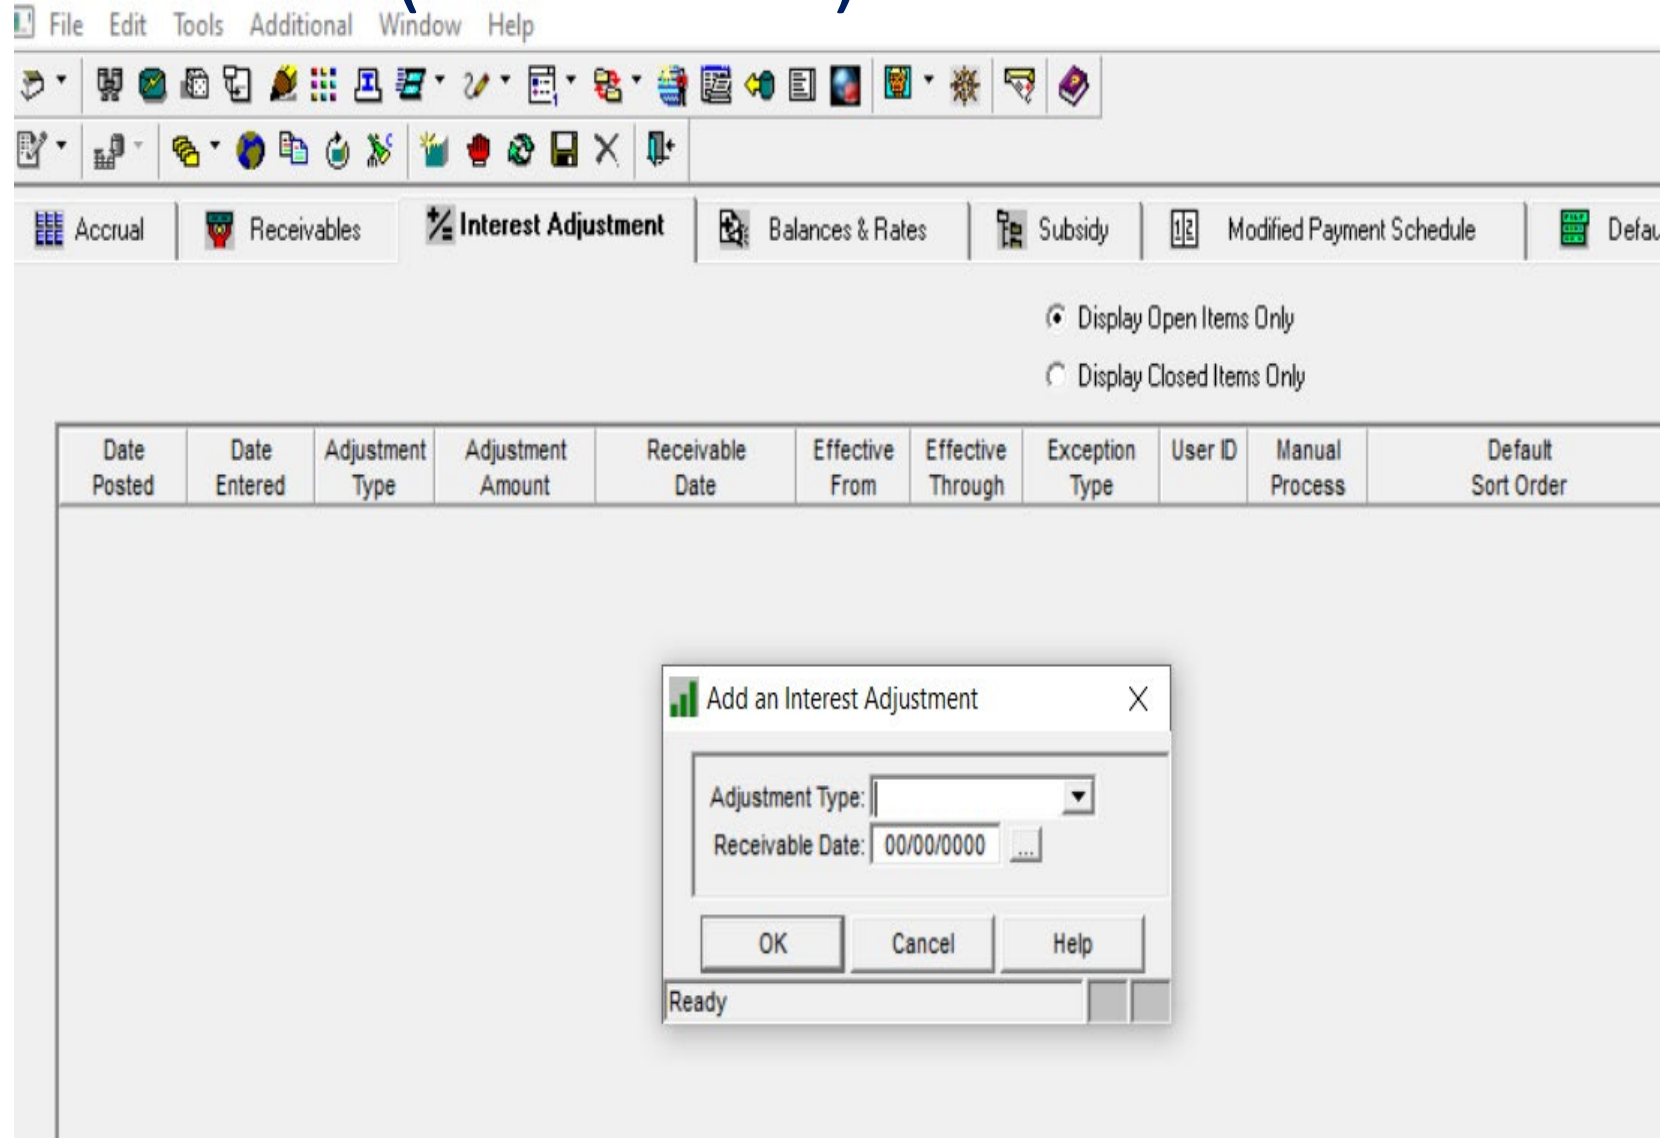 File Edit Tools Additional Window Help
Accrual Receivables Interest Adjustment Balances & Rates Subsidy Modified Payment Schedule
Display Open Items Only
Display Closed Items Only
Date Date Adjustment Adjustment Receivable Effective Effective Exception User ID Manual Default
Posted Entered Type Amount Date From Through Type Process Sort Order
Add an Interest Adjustment
Adjustment Type:
Receivable Date: 00/00/0000 ...
OK Cancel Help
Ready